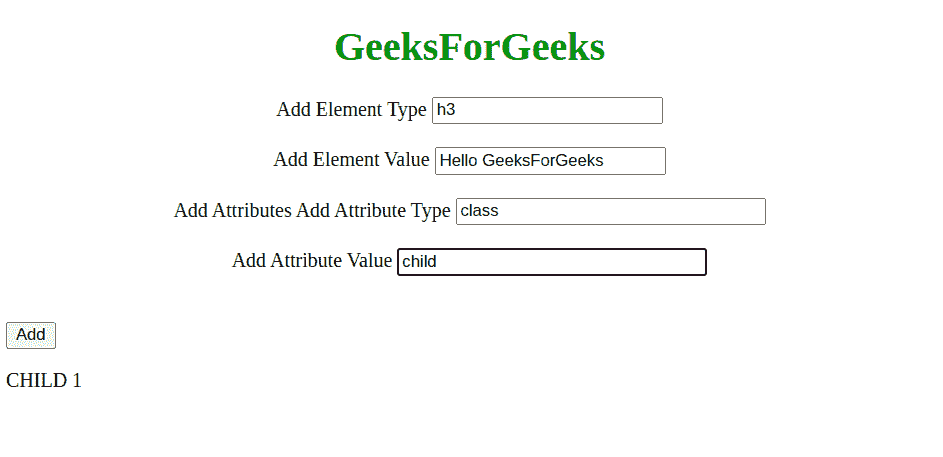 GeeksForGeeks
Add Element Type h3
Add Element Value Hello GeeksForGeeks
Add Attributes Add Attribute Type class
Add Attribute Value child
Add
CHILD 1